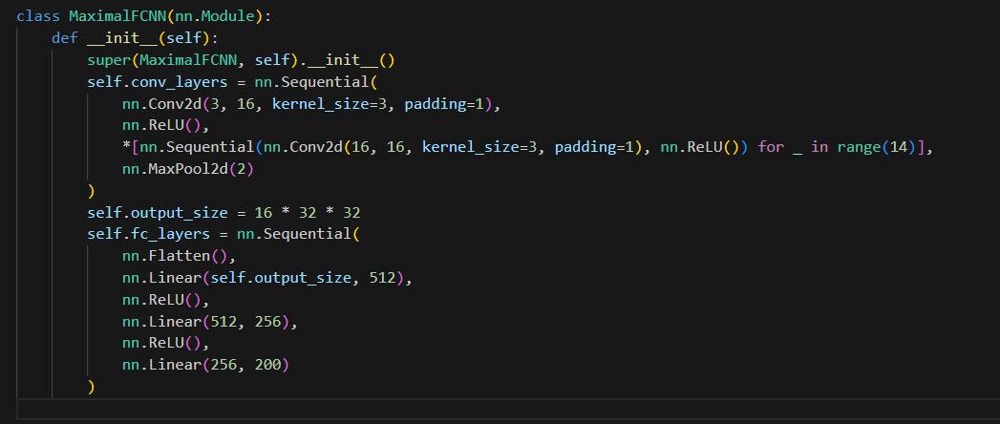 class MaximalFCNN(nn.Module):
    def __init__(self):
        super(MaximalFCNN, self).__init__()
        self.conv_layers = nn.Sequential(
            nn.Conv2d(3, 16, kernel_size=3, padding=1),
            nn.ReLU(),
            *[nn.Sequential(nn.Conv2d(16, 16, kernel_size=3, padding=1), nn.ReLU()) for _ in range(14)],
            nn.MaxPool2d(2)
        )
        self.output_size = 16 * 32 * 32
        self.fc_layers = nn.Sequential(
            nn.Flatten(),
            nn.Linear(self.output_size, 512),
            nn.ReLU(),
            nn.Linear(512, 256),
            nn.ReLU(),
            nn.Linear(256, 200)
        )